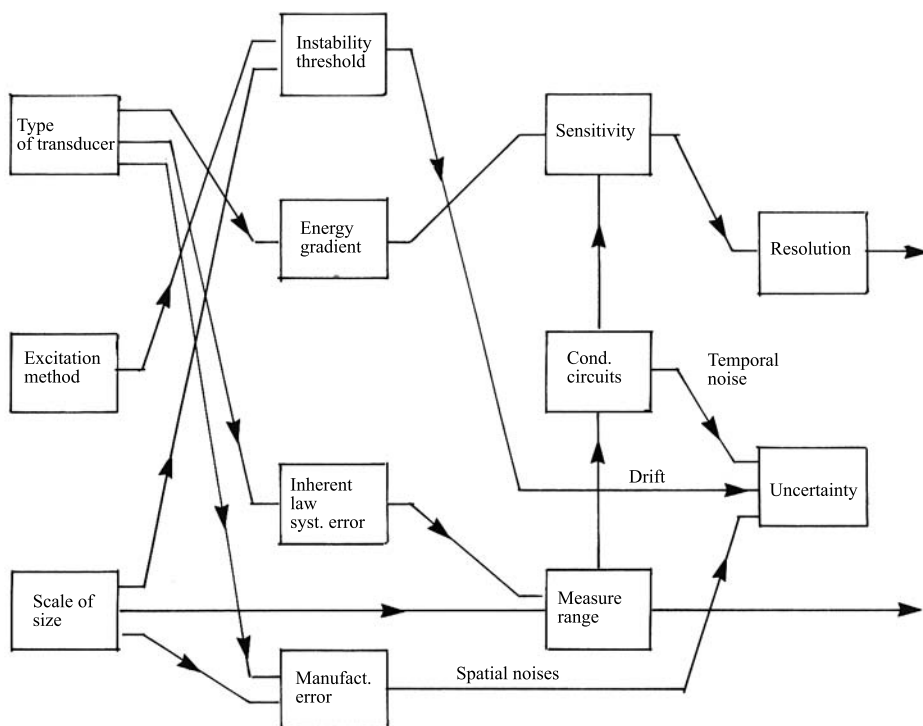 Instability
threshold
Type
of transducer
Sensitivity
Energy
gradient
Resolution
Excitation
method
Cond.
circuits
Temporal
noise
Inherent
law
syst. error
Drift
Uncertainty
Scale of
size
Measure
range
Manufact.
error
Spatial noises